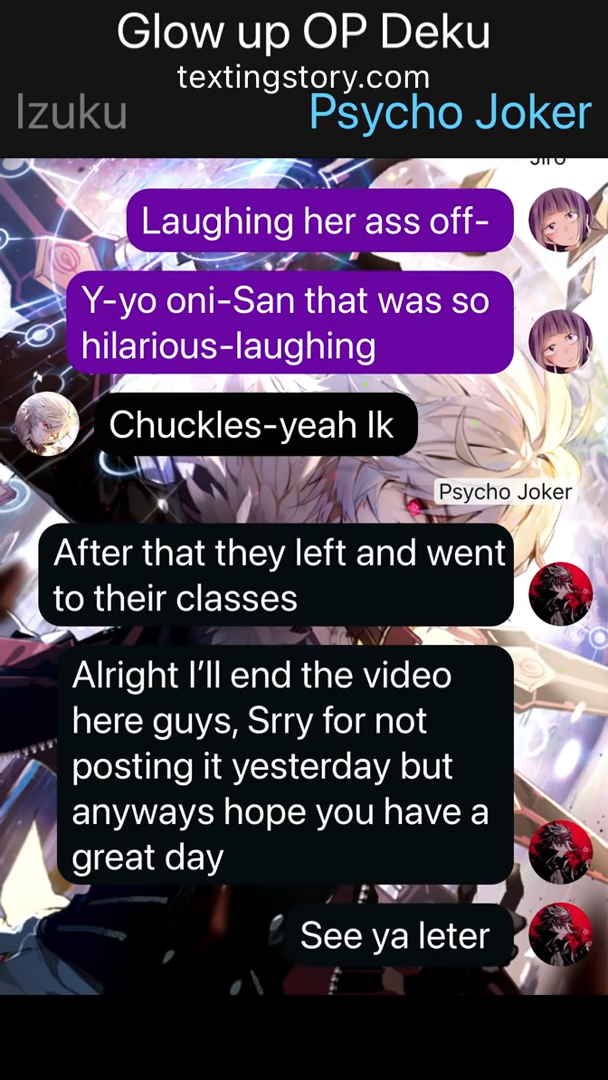 Glow up OP Deku
textingstory.com
Izuku
Psycho Joker
Jiro
Laughing her ass off-
Y-yo oni-San that was so
hilarious-laughing
Chuckles-yeah Ik
Psycho Joker
After that they left and went
to their classes
Alright I’ll end the video
here guys, Srry for not
posting it yesterday but
anyways hope you have a
great day
See ya leter